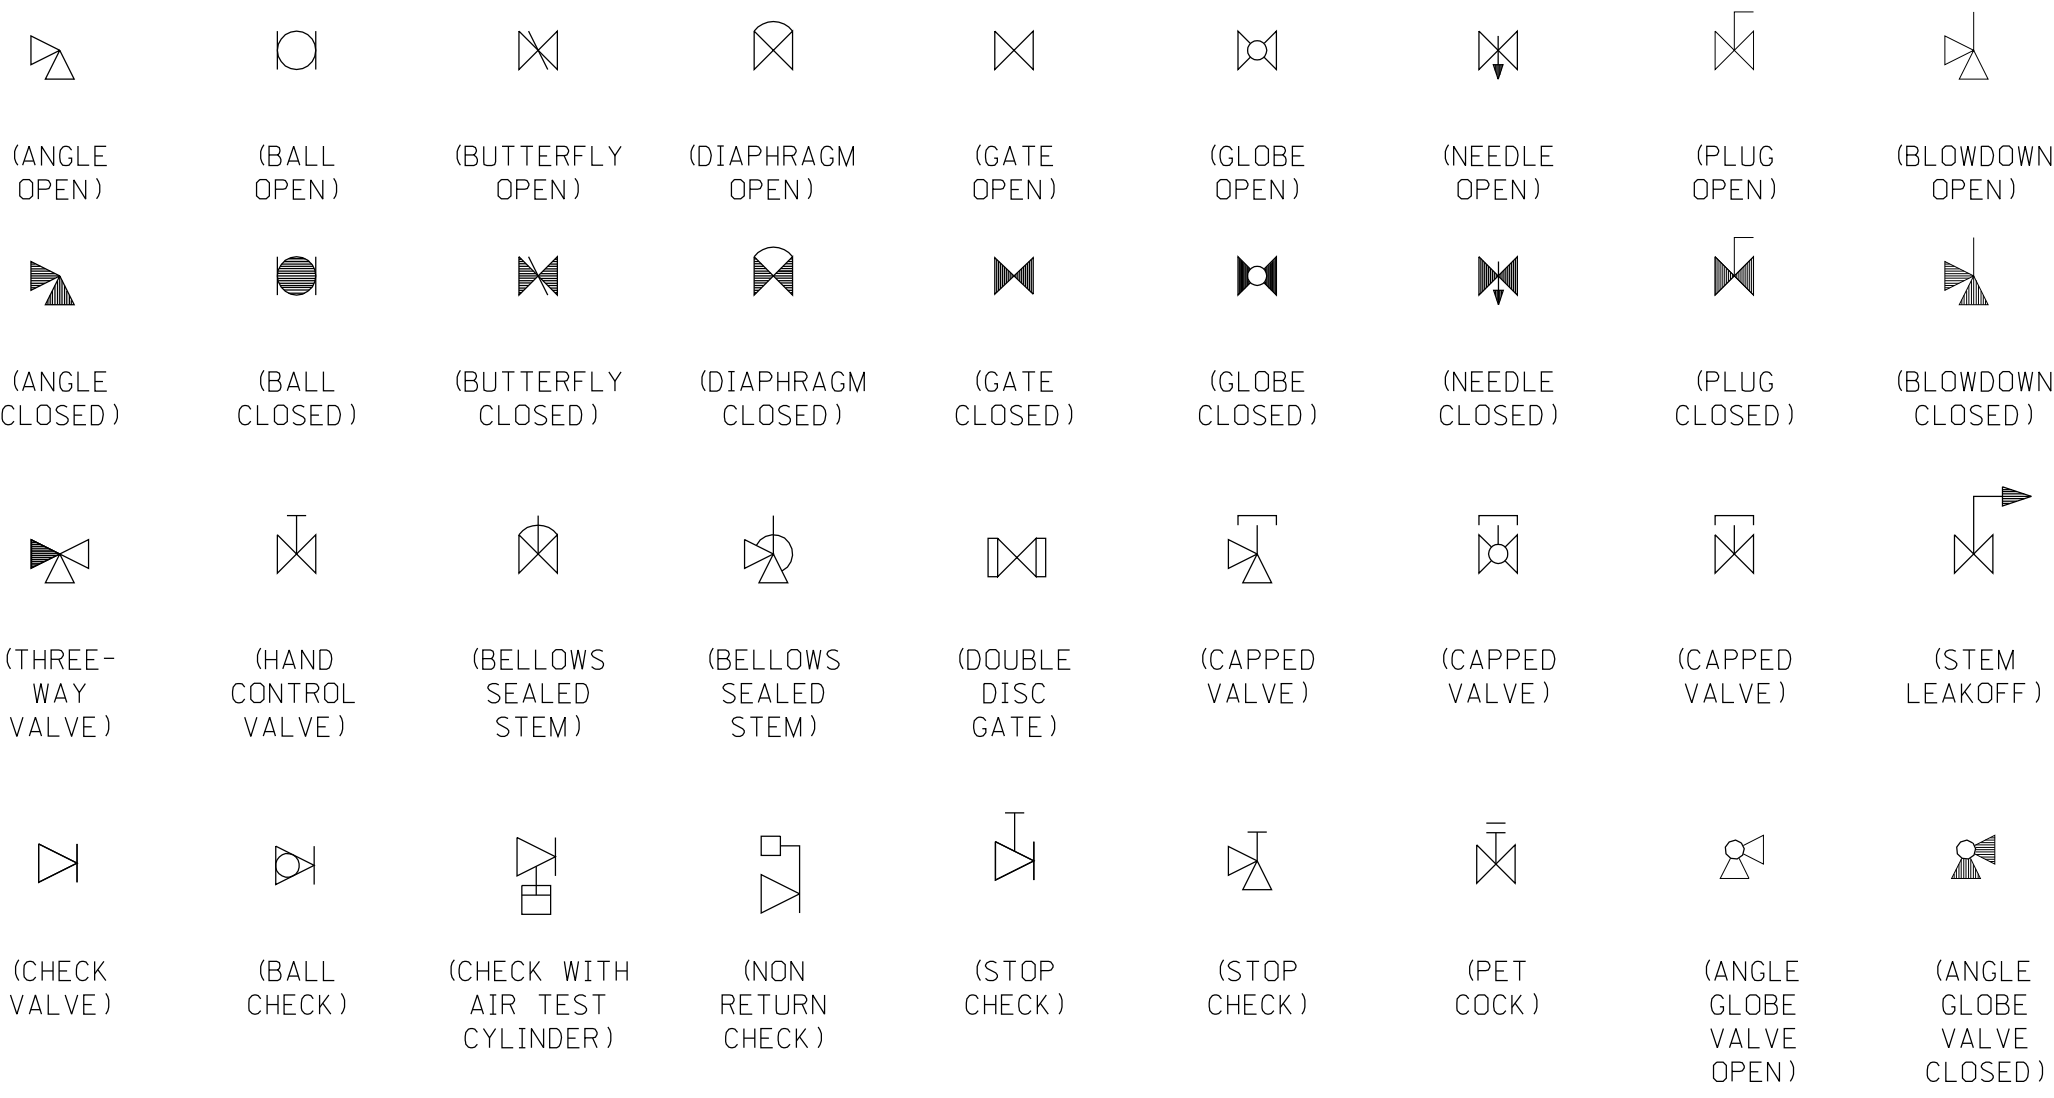 (ANGLE
OPEN)
(BALL
OPEN)
(BUTTERFLY
OPEN)
(DIAPHRAGM
OPEN)
(GATE
OPEN)
(GLOBE
OPEN)
(NEEDLE
OPEN)
(PLUG
OPEN)
(BLOWDOWN
OPEN)
(ANGLE
CLOSED)
(BALL
CLOSED)
(BUTTERFLY
CLOSED)
(DIAPHRAGM
CLOSED)
(GATE
CLOSED)
(GLOBE
CLOSED)
(NEEDLE
CLOSED)
(PLUG
CLOSED)
(BLOWDOWN
CLOSED)
(THREE-
WAY
VALVE)
(HAND
CONTROL
VALVE)
(BELLOWS
SEALED
STEM)
(BELLOWS
SEALED
STEM)
(DOUBLE
DISC
GATE)
(CAPPED
VALVE)
(CAPPED
VALVE)
(CAPPED
VALVE)
(STEM
LEAKOFF)
(CHECK
VALVE)
(BALL
CHECK)
(CHECK WITH
AIR TEST
CYLINDER)
(NON
RETURN
CHECK)
(STOP
CHECK)
(STOP
CHECK)
(PET
COCK)
(ANGLE
GLOBE
VALVE
OPEN)
(ANGLE
GLOBE
VALVE
CLOSED)